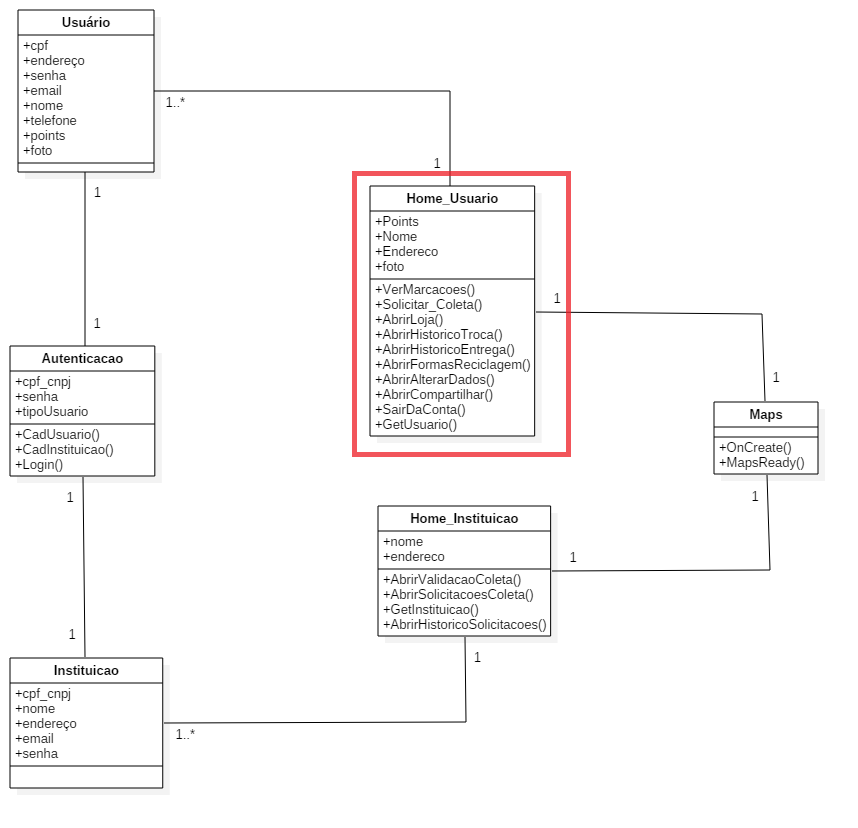 Usuário
+cpf
+endereço
+senha
+email
+nome
+telefone
+points
+foto
1..*
1
1
1
Home_Usuario
+Points
+Nome
+Endereco
+foto
+VerMarcacoes()
+Solicitar_Coleta()
+AbrirLoja()
+AbrirHistoricoTroca()
+AbrirHistoricoEntrega()
+AbrirFormasReciclagem()
+AbrirAlterarDados()
+AbrirCompartilhar()
+SairDaConta()
+GetUsuario()
1
1
Autenticacao
+cpf_cnpj
+senha
+tipoUsuario
+CadUsuario()
+CadInstituicao()
+Login()
Maps
+OnCreate()
+MapsReady()
1
1
1
1
Home_Instituicao
+nome
+endereco
+AbrirValidacaoColeta()
+AbrirSolicitacoesColeta()
+GetInstituicao()
+AbrirHistoricoSolicitacoes()
1
Instituicao
+cpf_cnpj
+nome
+endereço
+email
+senha
1..*